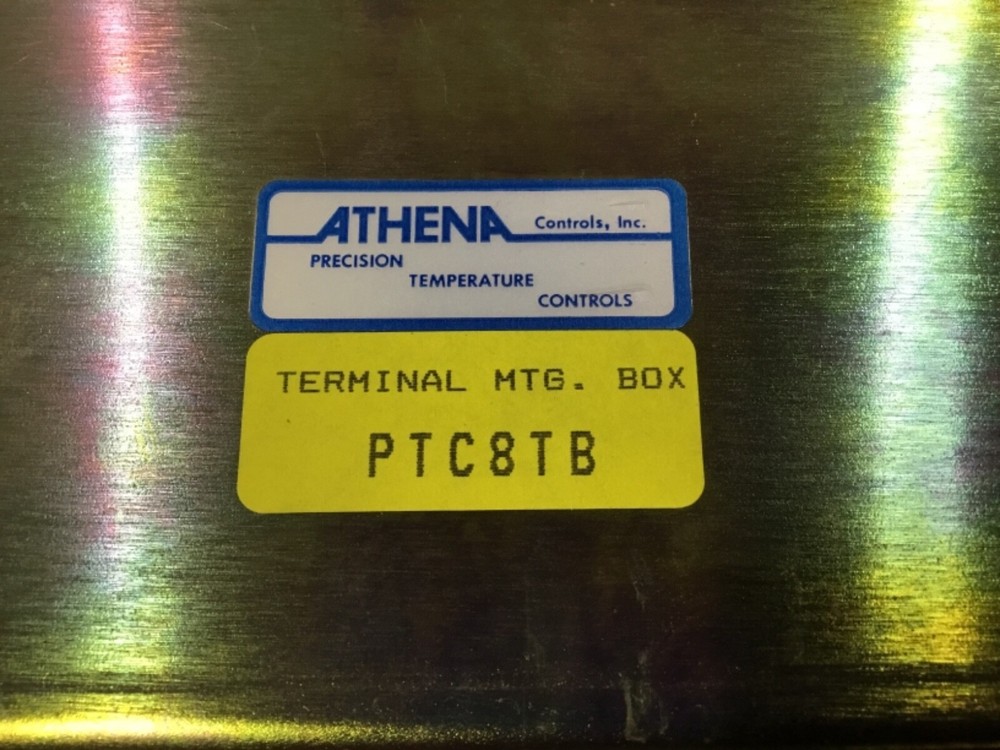 ATHENA Controls, Inc.
PRECISION
TEMPERATURE
CONTROLS
TERMINAL MTG. BOX
PTC8TB